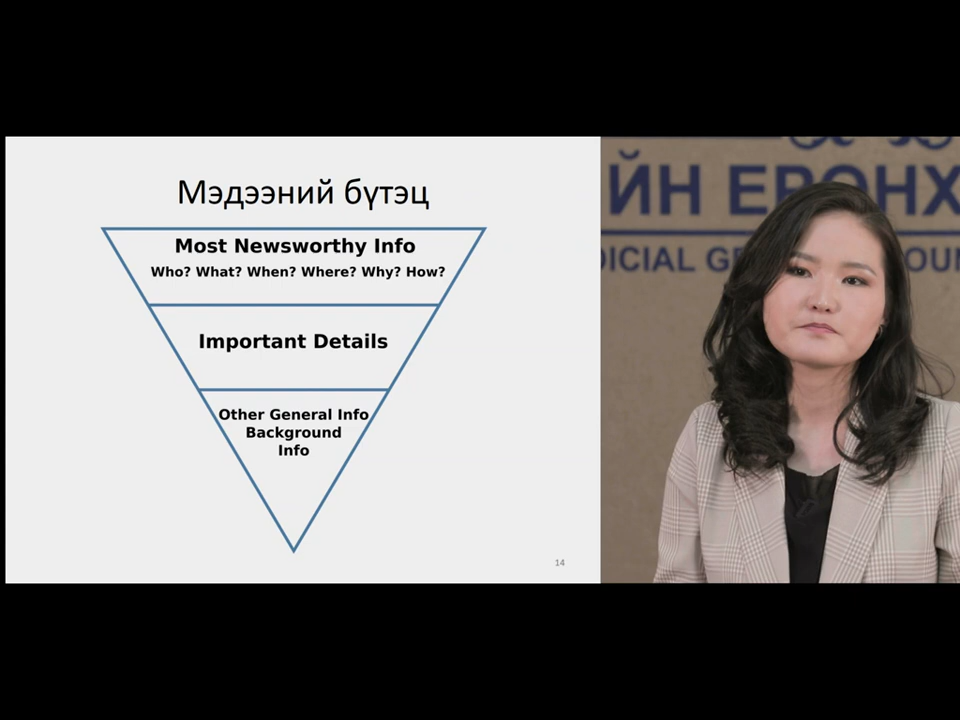 Мэдээний бүтэц
Most Newsworthy Info
Who? What? When? Where? Why? How?
Important Details
Other General Info
Background
Info
14
ЙН ЕРӨНХ
DICIAL GE
OUN